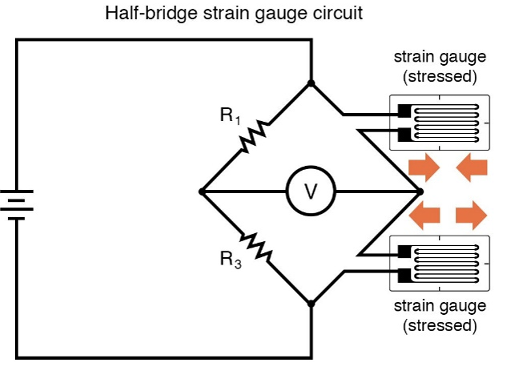 Half-bridge strain gauge circuit
strain gauge
(stressed)
R1
V
R3
strain gauge
(stressed)